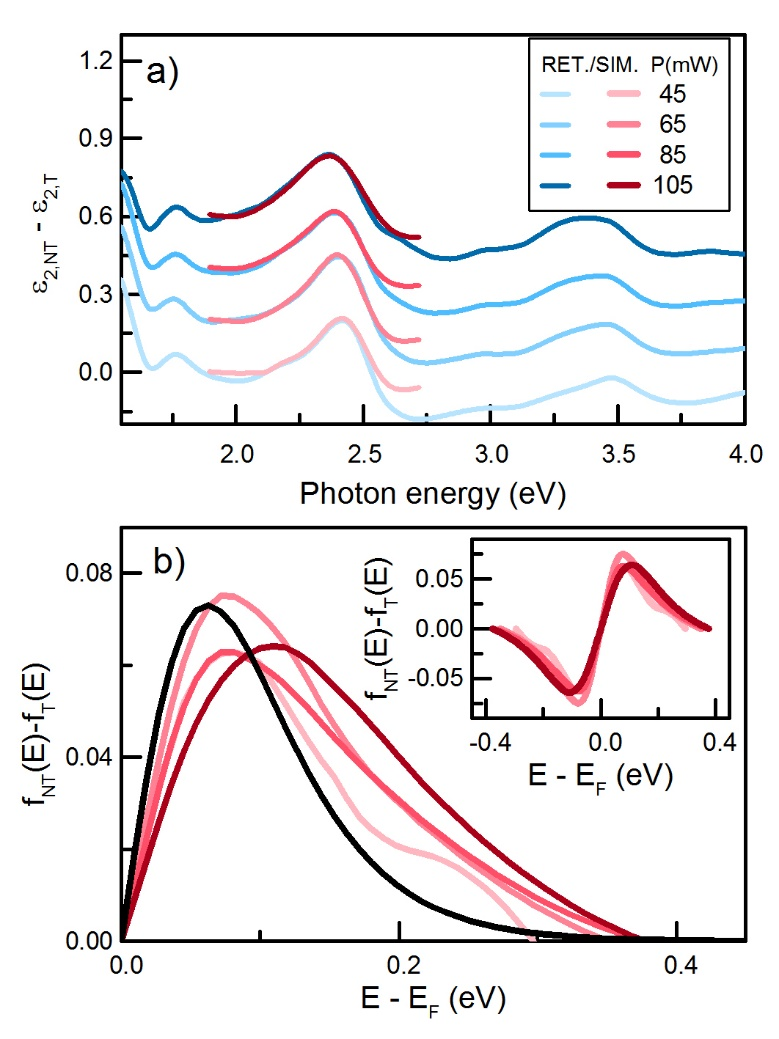 a)
RET./SIM. P(mW)
45
65
85
105
1.2
0.9
0.6
0.3
0.0
ε2,NT - ε2,T
2.0 2.5 3.0 3.5 4.0
Photon energy (eV)
b)
0.08
0.04
0.00
fNT(E)-fT(E)
0.0 0.2 0.4
E - EF (eV)
0.05
0.00
-0.05
fNT(E)-fT(E)
-0.4 0.0 0.4
E - EF (eV)